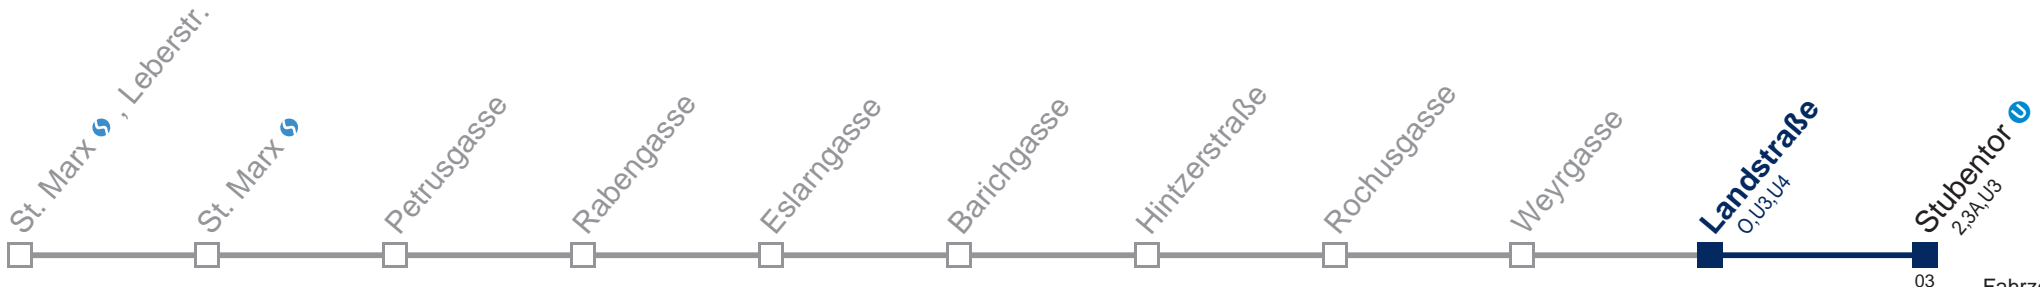 St. Marx , Leberstr.
St. Marx
Petrusgasse
Rabengasse
Eslarngasse
Barichgasse
Hintzerstraße
Rochusgasse
Weyrgasse
Landstraße
O,U3,U4
Stubentor U
2,3A,U3
03